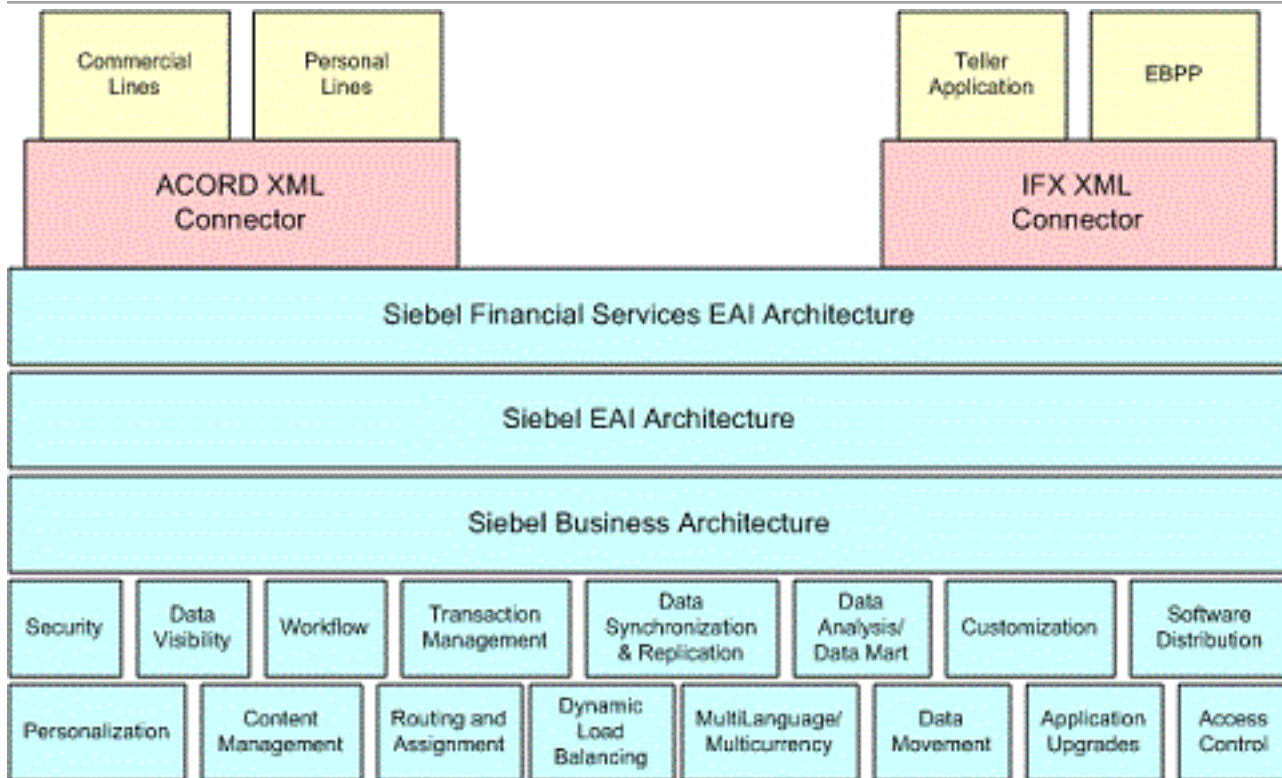 Commercial
Lines
Personal
Lines
Teller
Application
EBPP
ACORD XML
Connector
IFX XML
Connector
Siebel Financial Services EAI Architecture
Siebel EAI Architecture
Siebel Business Architecture
Security
Data
Visibility
Workflow
Transaction
Management
Data
Synchronization
& Replication
Data
Analysis/
Data Mart
Customization
Software
Distribution
Personalization
Content
Management
Routing and
Assignment
Dynamic
Load
Balancing
MultiLanguage/
Multicurrency
Data
Movement
Application
Upgrades
Access
Control